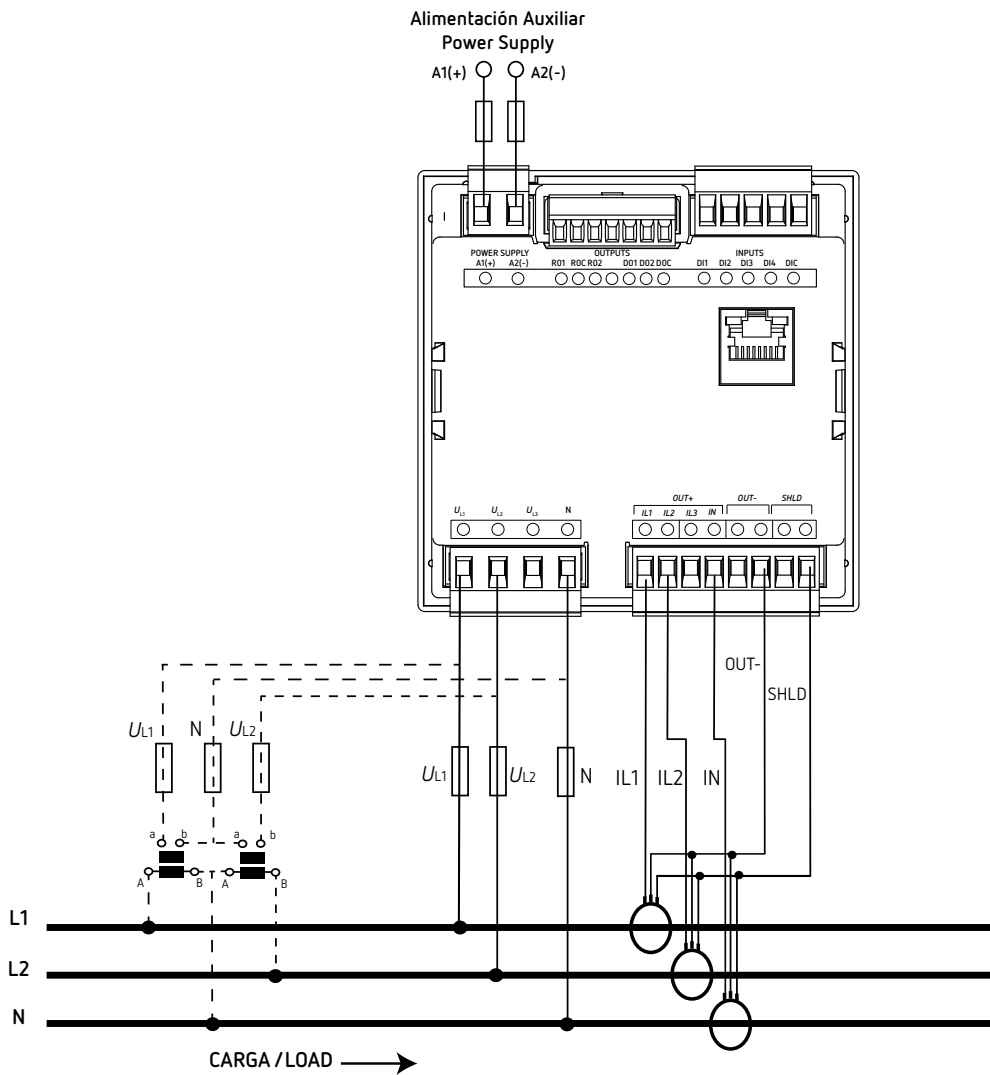 Alimentación Auxiliar
Power Supply
A1(+) A2(-)
POWER SUPPLY OUTPUTS INPUTS
A1(+) A2(-) RO1 ROC RO2 DO1 DO2 DOC DI1 DI2 DI3 DI4 DIC
OUT+ OUT- SHLD
UL1 UL2 UL3 N IL1 IL2 IL3 IN
OUT-
SHLD
UL1 N UL2
UL1 UL2 N IL1 IL2 IN
a b a b
A B A B
L1
L2
N
CARGA / LOAD